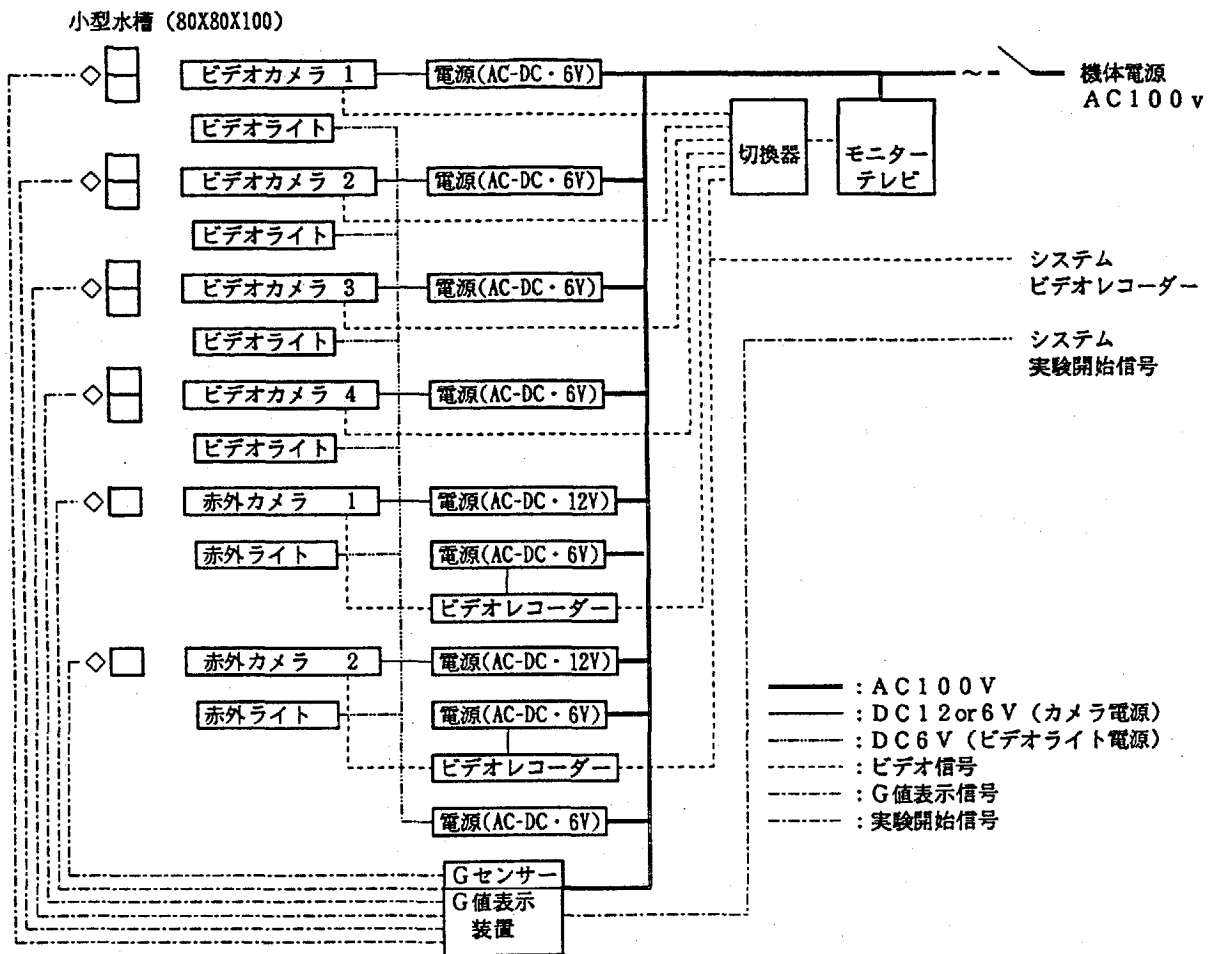 小型水槽 (80X80X100)
ビデオカメラ 1
電源(AC-DC・6V)
機体電源
AC100v
ビデオライト
切換器
モニター
テレビ
ビデオカメラ 2
電源(AC-DC・6V)
ビデオライト
システム
ビデオレコーダー
ビデオカメラ 3
電源(AC-DC・6V)
ビデオライト
システム
実験開始信号
ビデオカメラ 4
電源(AC-DC・6V)
ビデオライト
赤外カメラ 1
電源(AC-DC・12V)
赤外ライト
電源(AC-DC・6V)
ビデオレコーダー
赤外カメラ 2
電源(AC-DC・12V)
赤外ライト
電源(AC-DC・6V)
ビデオレコーダー
電源(AC-DC・6V)
:AC100V
:DC12or6V(カメラ電源)
:DC6V(ビデオライト電源)
:ビデオ信号
:G値表示信号
:実験開始信号
Gセンサー
G値表示
装置